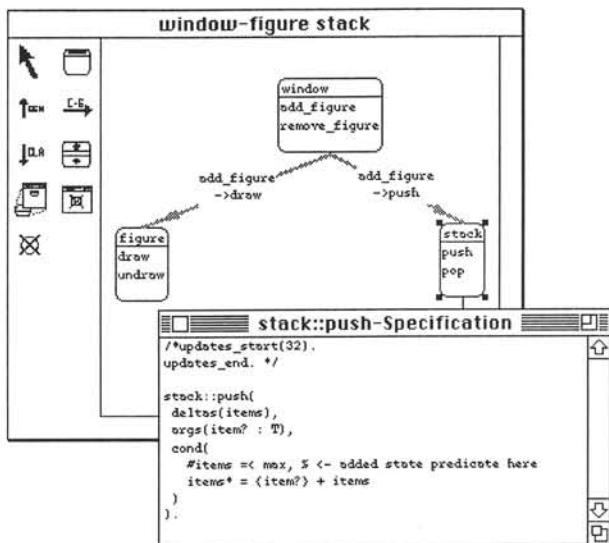 window-figure stack
GEN
C-S
CLA
window
add_figure
remove_figure
add_figure
->draw
add_figure
->push
figure
draw
undraw
stack
push
pop
stack::push-Specification
/*updates_start(32).
updates_end. */
stack::push(
deltas(items),
args(item? : T),
cond(
#items =< max, % <- added state predicate here
items* = {item?} + items
)
).